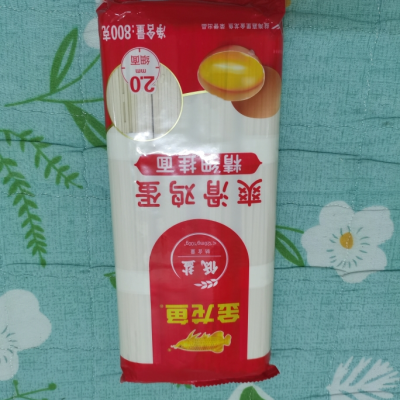 金龙鱼
低盐
爽滑鸡蛋
精细挂面
2.0
mm
细面
净含量:800克